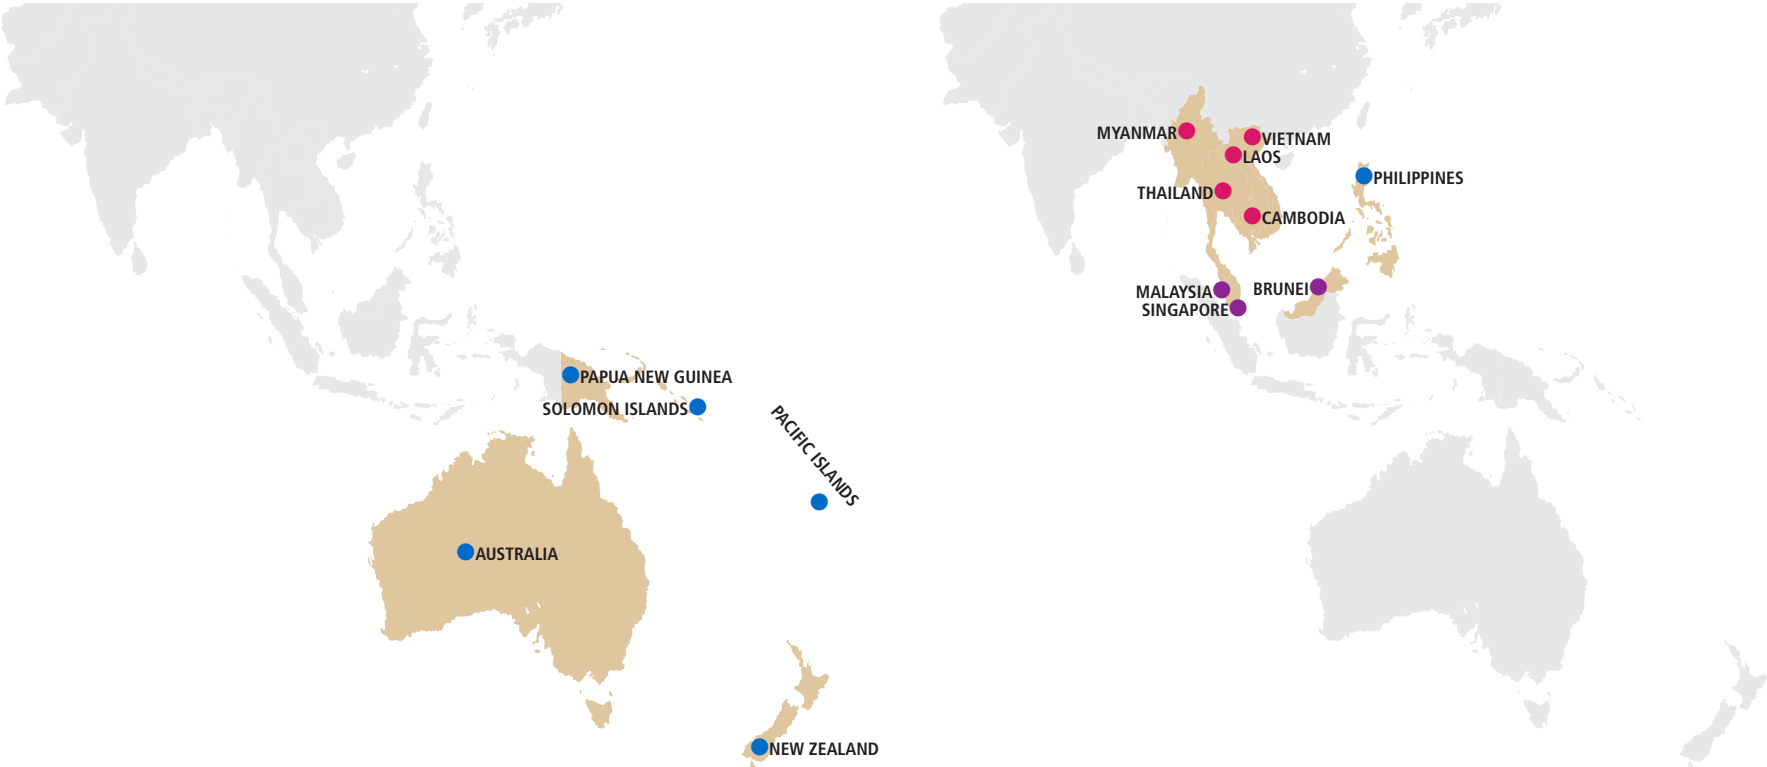 PAPUA NEW GUINEA
SOLOMON ISLANDS
PACIFIC ISLANDS
AUSTRALIA
NEW ZEALAND
MYANMAR
VIETNAM
LAOS
THAILAND
PHILIPPINES
CAMBODIA
MALAYSIA
BRUNEI
SINGAPORE